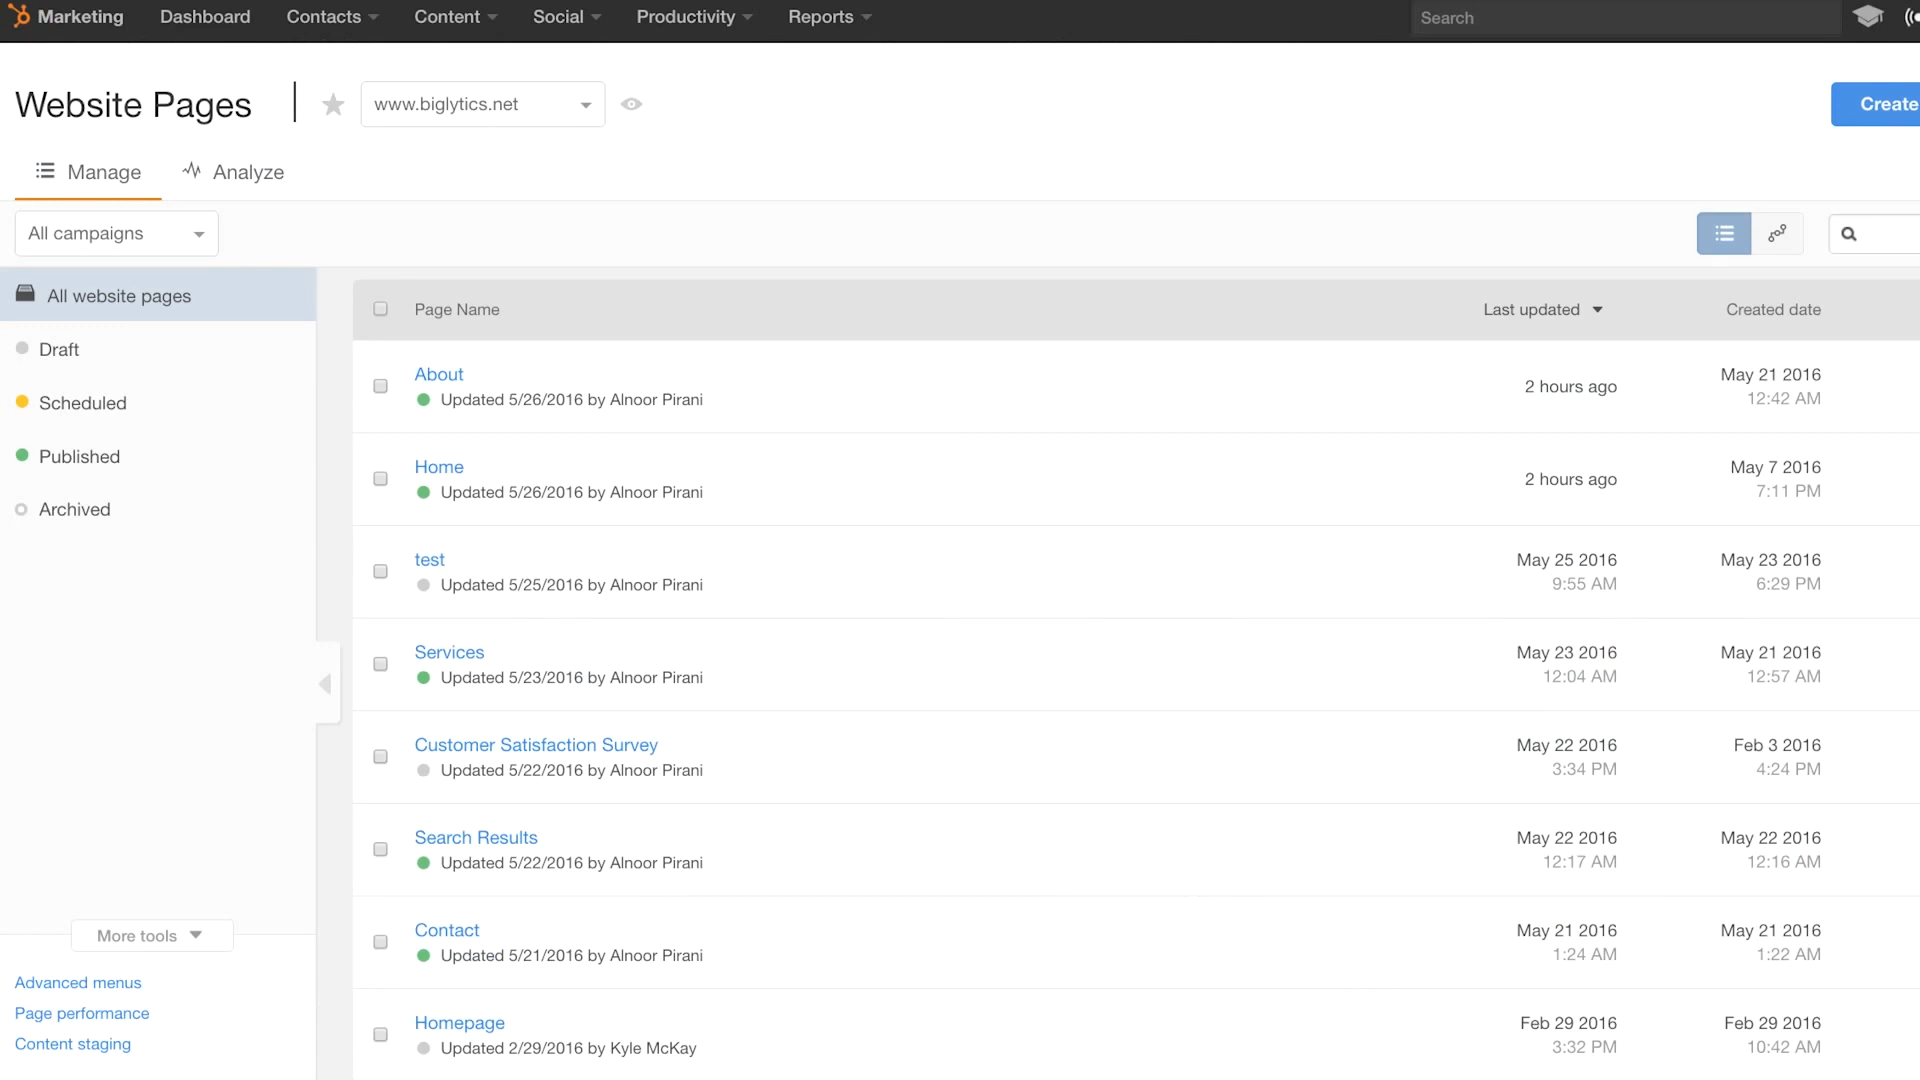 Marketing Dashboard Contacts Content Social Productivity Reports Search
Website Pages www.biglytics.net Create
Manage Analyze
All campaigns
All website pages
Draft
Scheduled
Published
Archived
More tools
Advanced menus
Page performance
Content staging
Page Name Last updated Created date
About
Updated 5/26/2016 by Alnoor Pirani
2 hours ago
May 21 2016
12:42 AM
Home
Updated 5/26/2016 by Alnoor Pirani
2 hours ago
May 7 2016
7:11 PM
test
Updated 5/25/2016 by Alnoor Pirani
May 25 2016
9:55 AM
May 23 2016
6:29 PM
Services
Updated 5/23/2016 by Alnoor Pirani
May 23 2016
12:04 AM
May 21 2016
12:57 AM
Customer Satisfaction Survey
Updated 5/22/2016 by Alnoor Pirani
May 22 2016
3:34 PM
Feb 3 2016
4:24 PM
Search Results
Updated 5/22/2016 by Alnoor Pirani
May 22 2016
12:17 AM
May 22 2016
12:16 AM
Contact
Updated 5/21/2016 by Alnoor Pirani
May 21 2016
1:24 AM
May 21 2016
1:22 AM
Homepage
Updated 2/29/2016 by Kyle McKay
Feb 29 2016
3:32 PM
Feb 29 2016
10:42 AM